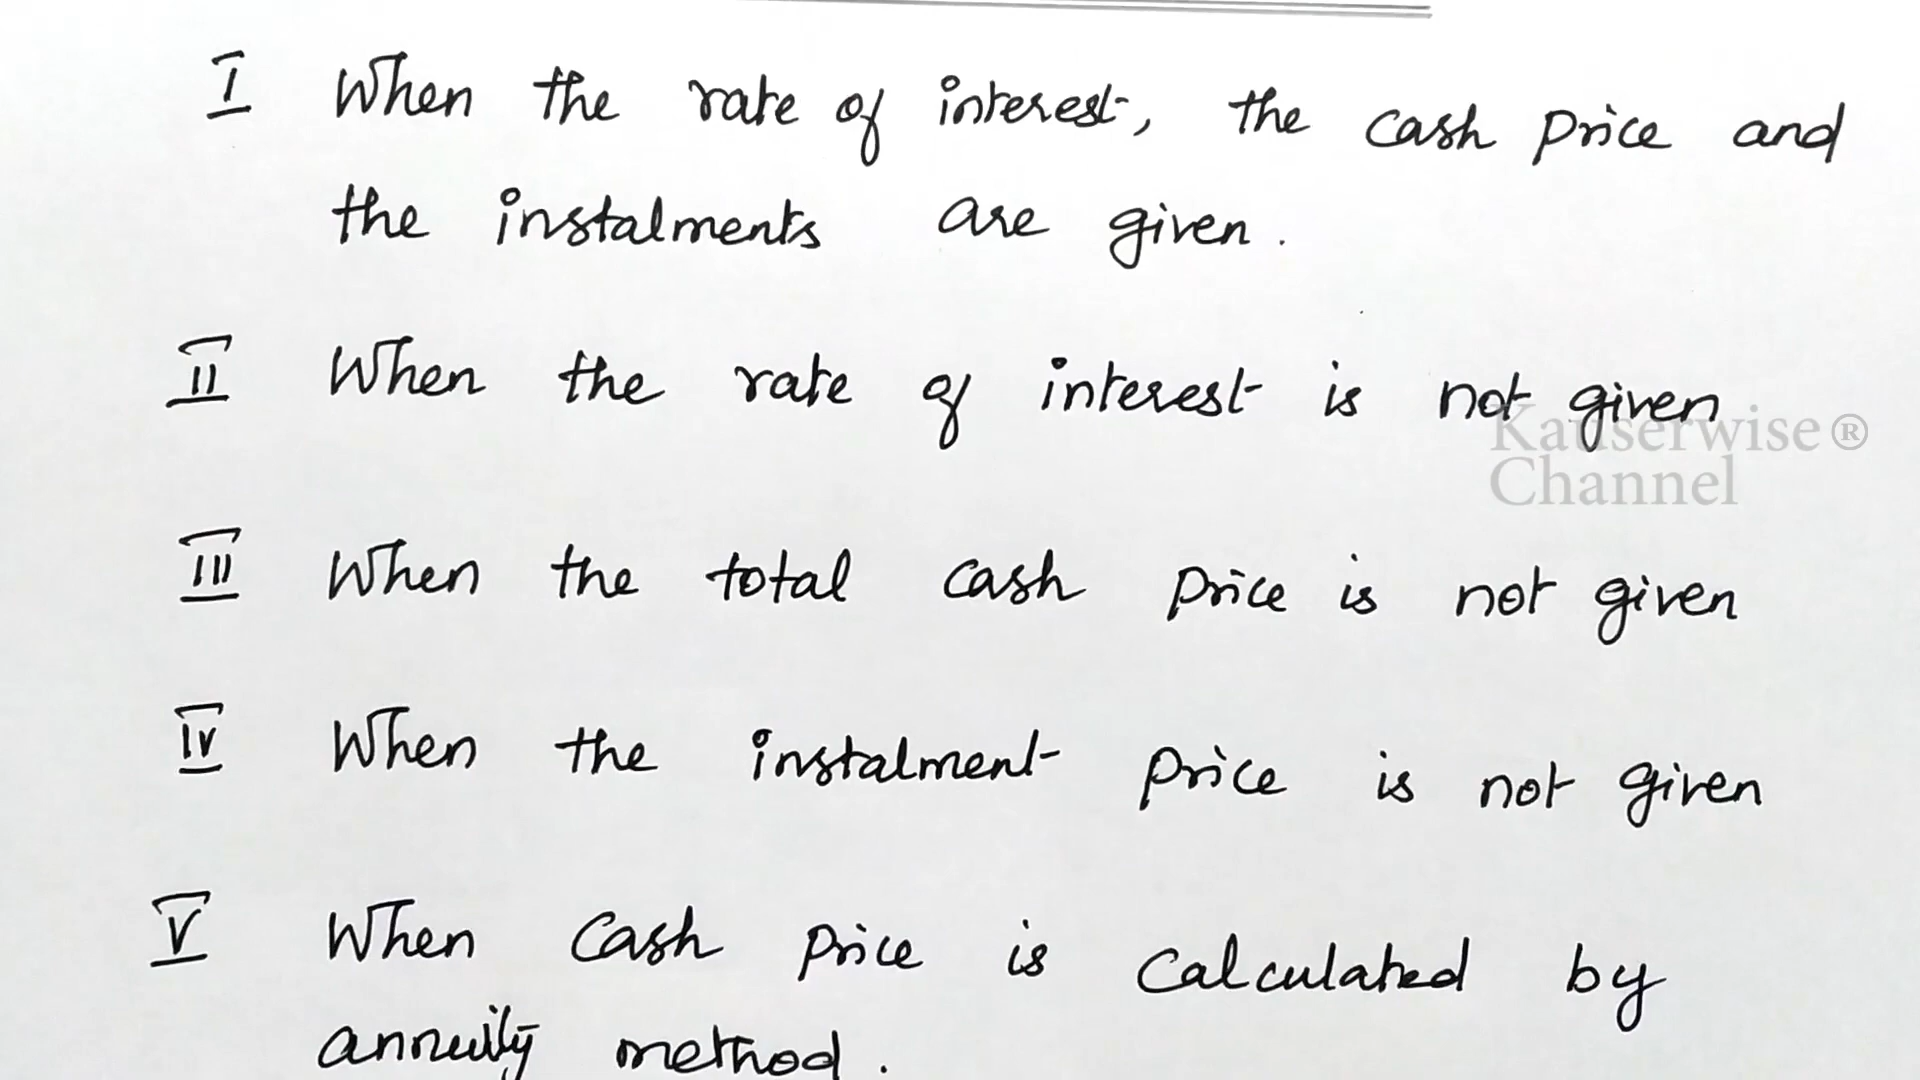 I When the rate of interest, the cash price and
the instalments are given.
II When the rate of interest is not given
Kauserwise®
Channel
III When the total cash price is not given
IV When the instalment price is not given
V When cash price is calculated by
annuity method.